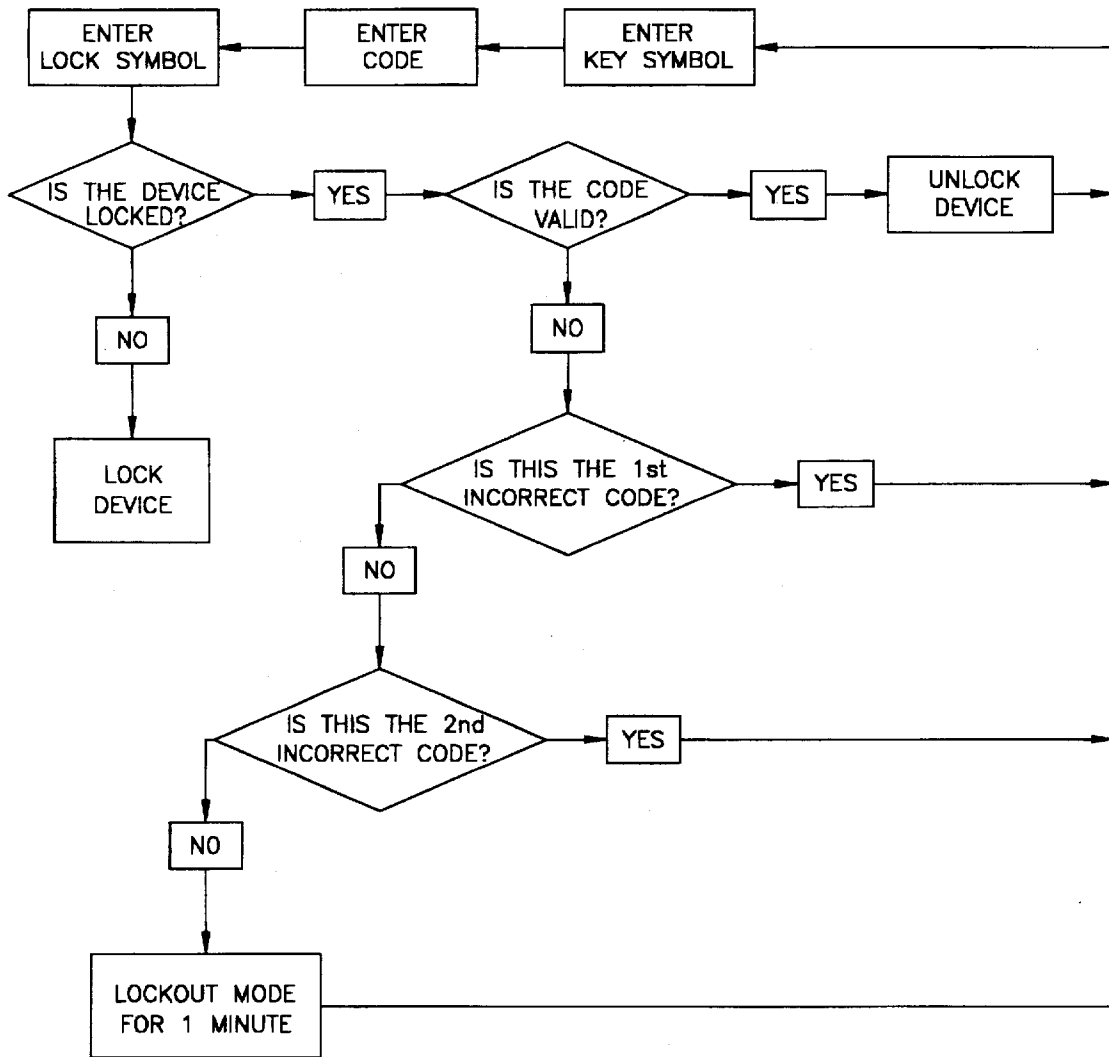 ENTER
LOCK SYMBOL
ENTER
CODE
ENTER
KEY SYMBOL
IS THE DEVICE
LOCKED?
YES
IS THE CODE
VALID?
YES
UNLOCK
DEVICE
NO
NO
LOCK
DEVICE
IS THIS THE 1st
INCORRECT CODE?
YES
NO
IS THIS THE 2nd
INCORRECT CODE?
YES
NO
LOCKOUT MODE
FOR 1 MINUTE